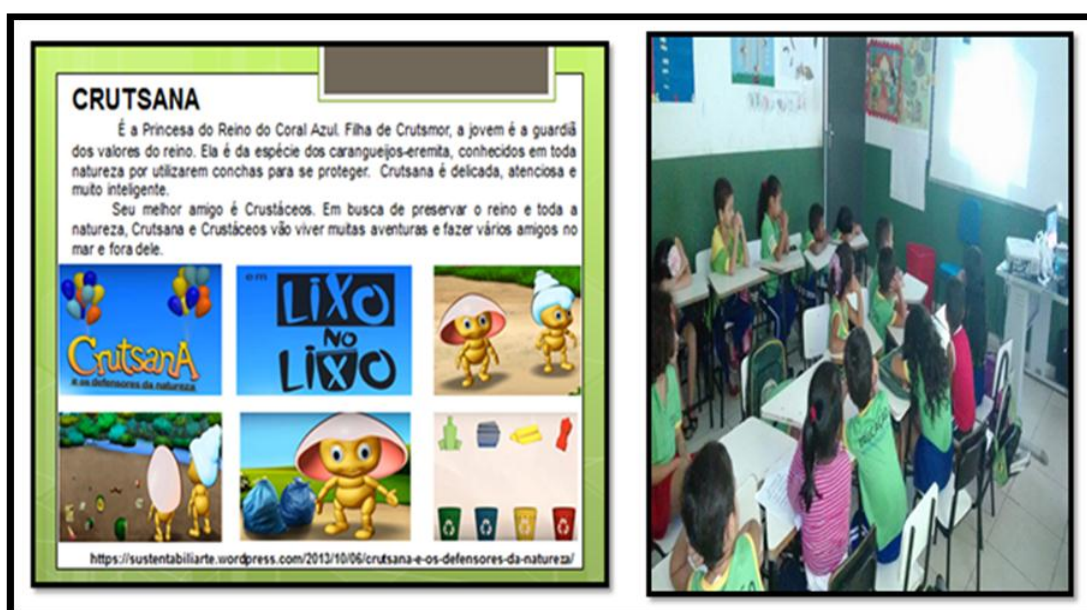 CRUTSANA
É a Princesa do Reino do Coral Azul. Filha de Crutsmor, a jovem é a guardiã
dos valores do reino. Ela é da espécie dos carangueijos-eremita, conhecidos em toda
natureza por utilizarem conchas para se proteger. Crutsana é delicada, atenciosa e
muito inteligente.
Seu melhor amigo é Crustáceos. Em busca de preservar o reino e toda a
natureza, Crutsana e Crustáceos vão viver muitas aventuras e fazer vários amigos no
mar e fora dele.
CrutsanA
e os defensores da natureza
em
LiXO
NO
LiXO
https://sustentabiliarte.wordpress.com/2013/10/06/crutsana-e-os-defensores-da-natureza/
EDUCAÇÃO